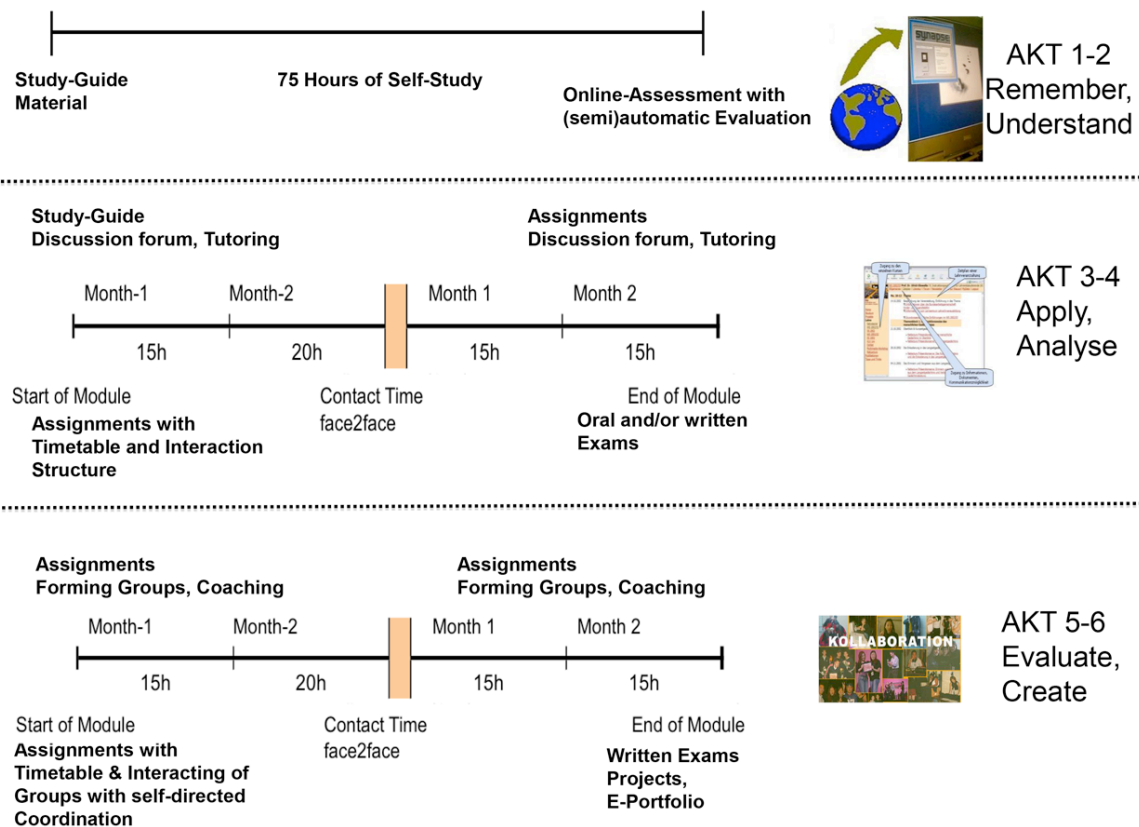 Study-Guide
Material
75 Hours of Self-Study
Online-Assessment with
(semi)automatic Evaluation
synapse
AKT 1-2
Remember,
Understand
Study-Guide
Discussion forum, Tutoring
Assignments
Discussion forum, Tutoring
Month-1
Month-2
Month 1
Month 2
15h
20h
15h
15h
Start of Module
Contact Time
face2face
End of Module
Assignments with
Timetable and Interaction
Structure
Oral and/or written
Exams
AKT 3-4
Apply,
Analyse
Assignments
Forming Groups, Coaching
Assignments
Forming Groups, Coaching
Month-1
Month-2
Month 1
Month 2
15h
20h
15h
15h
Start of Module
Contact Time
face2face
End of Module
Assignments with
Timetable & Interacting of
Groups with self-directed
Coordination
Written Exams
Projects,
E-Portfolio
KOLLABORATION
AKT 5-6
Evaluate,
Create